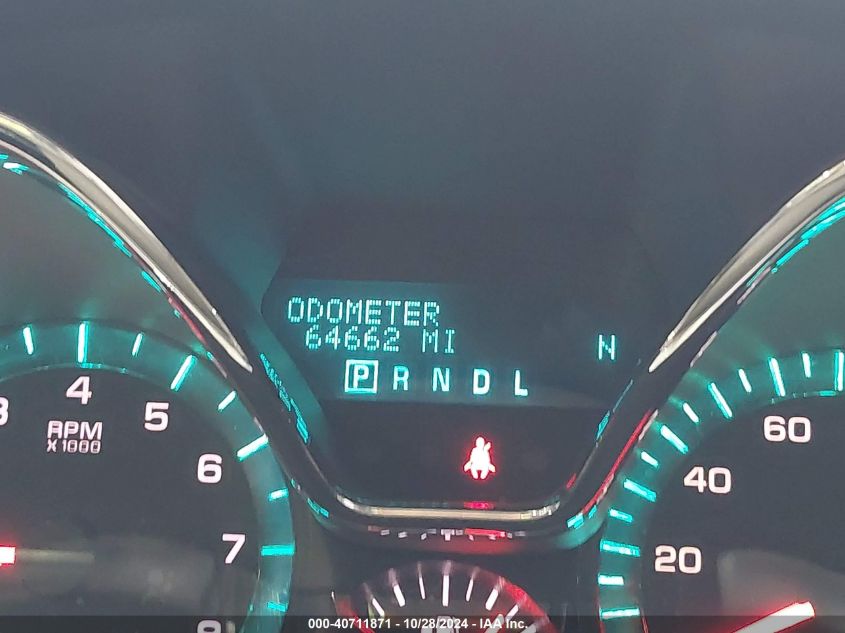 ODOMETER
64662 MI
N
P R N D L
4
5
6
7
RPM
X1000
60
40
20
000-40711871 - 10/28/2024 - IAA Inc.